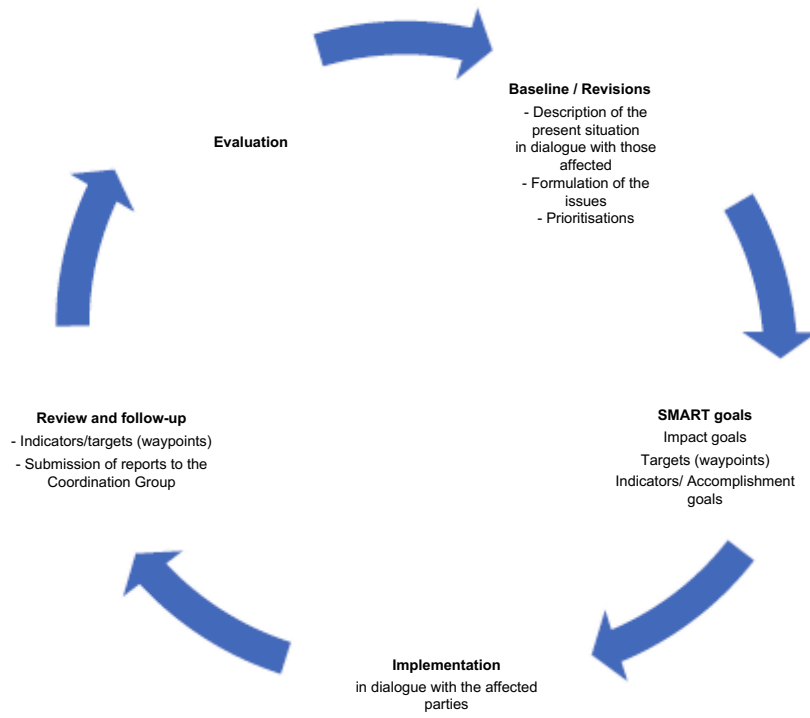 Evaluation
Baseline / Revisions
- Description of the
present situation
in dialogue with those
affected
- Formulation of the
issues
- Prioritisations
SMART goals
Impact goals
Targets (waypoints)
Indicators/ Accomplishment
goals
Implementation
in dialogue with the affected
parties
Review and follow-up
- Indicators/targets (waypoints)
- Submission of reports to the
Coordination Group